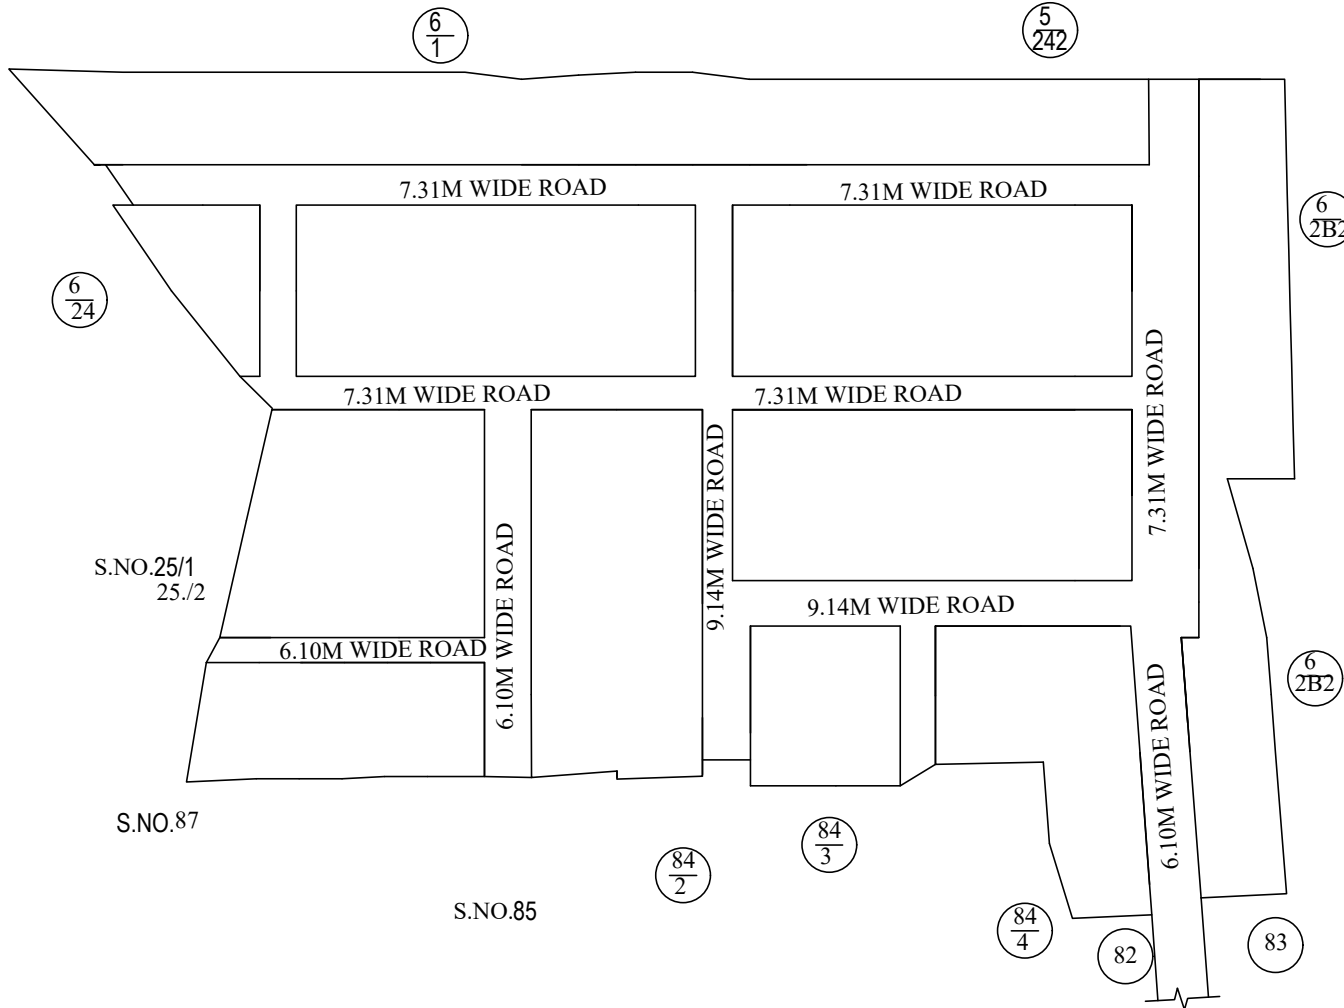 6
1
5
242
7.31M WIDE ROAD
7.31M WIDE ROAD
6
2B2
6
24
7.31M WIDE ROAD
7.31M WIDE ROAD
7.31M WIDE ROAD
9.14M WIDE ROAD
6.10M WIDE ROAD
S.NO.25/1
25./2
9.14M WIDE ROAD
6.10M WIDE ROAD
6
2B2
6.10M WIDE ROAD
S.NO.87
84
3
84
2
S.NO.85
84
4
82
83